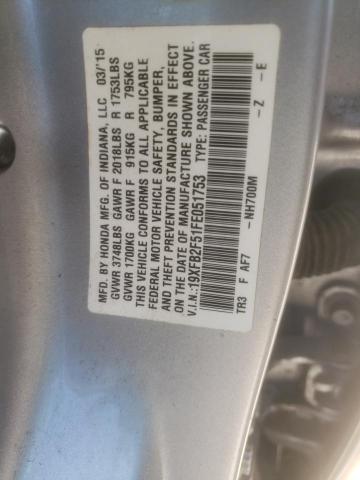 MFD. BY HONDA MFG. OF INDIANA, LLC 03/'15
GVWR 3748LBS GAWR F 2018LBS R 1753LBS
GVWR 1700KG GAWR F 915KG R 795KG
THIS VEHICLE CONFORMS TO ALL APPLICABLE
FEDERAL MOTOR VEHICLE SAFETY, BUMPER,
AND THEFT PREVENTION STANDARDS IN EFFECT
ON THE DATE OF MANUFACTURE SHOWN ABOVE.
V.I.N.:19XFB2F51FE051753 TYPE: PASSENGER CAR
TR3 F AF7 -NH700M -Z -E